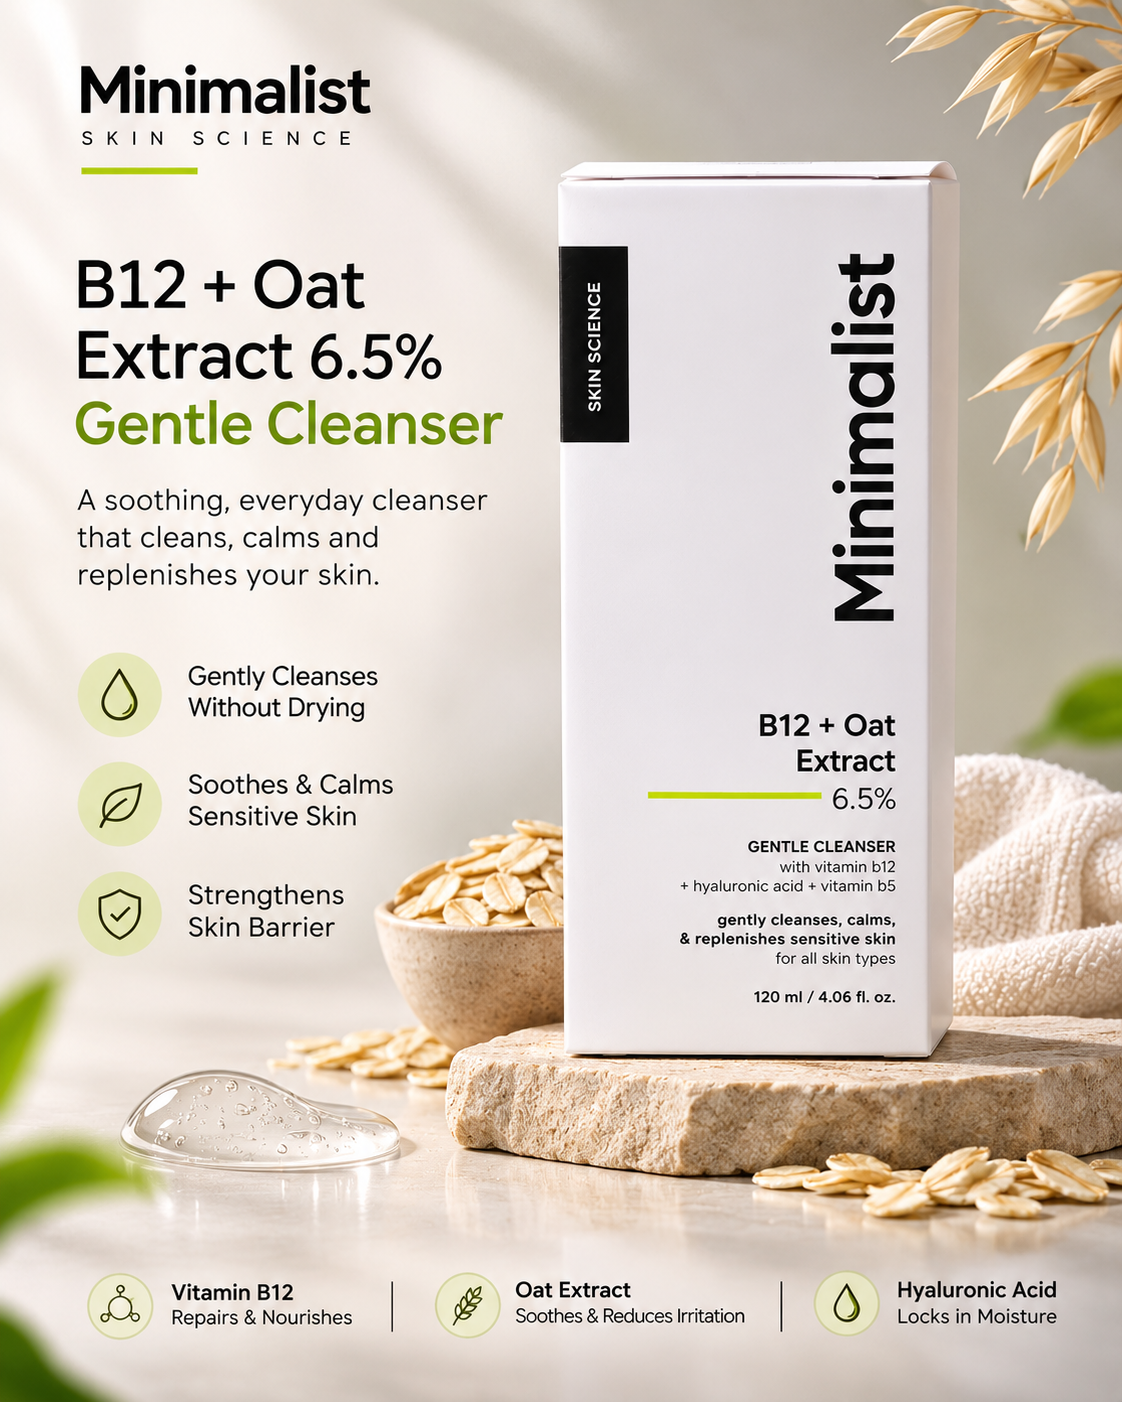 Minimalist
SKIN SCIENCE
B12 + Oat
Extract 6.5%
Gentle Cleanser
A soothing, everyday cleanser
that cleans, calms and
replenishes your skin.
Gently Cleanses
Without Drying
Soothes & Calms
Sensitive Skin
Strengthens
Skin Barrier
SKIN SCIENCE
Minimalist
B12 + Oat
Extract
6.5%
GENTLE CLEANSER
with vitamin b12
+ hyaluronic acid + vitamin b5
gently cleanses, calms,
& replenishes sensitive skin
for all skin types
120 ml / 4.06 fl. oz.
Vitamin B12
Repairs & Nourishes
Oat Extract
Soothes & Reduces Irritation
Hyaluronic Acid
Locks in Moisture